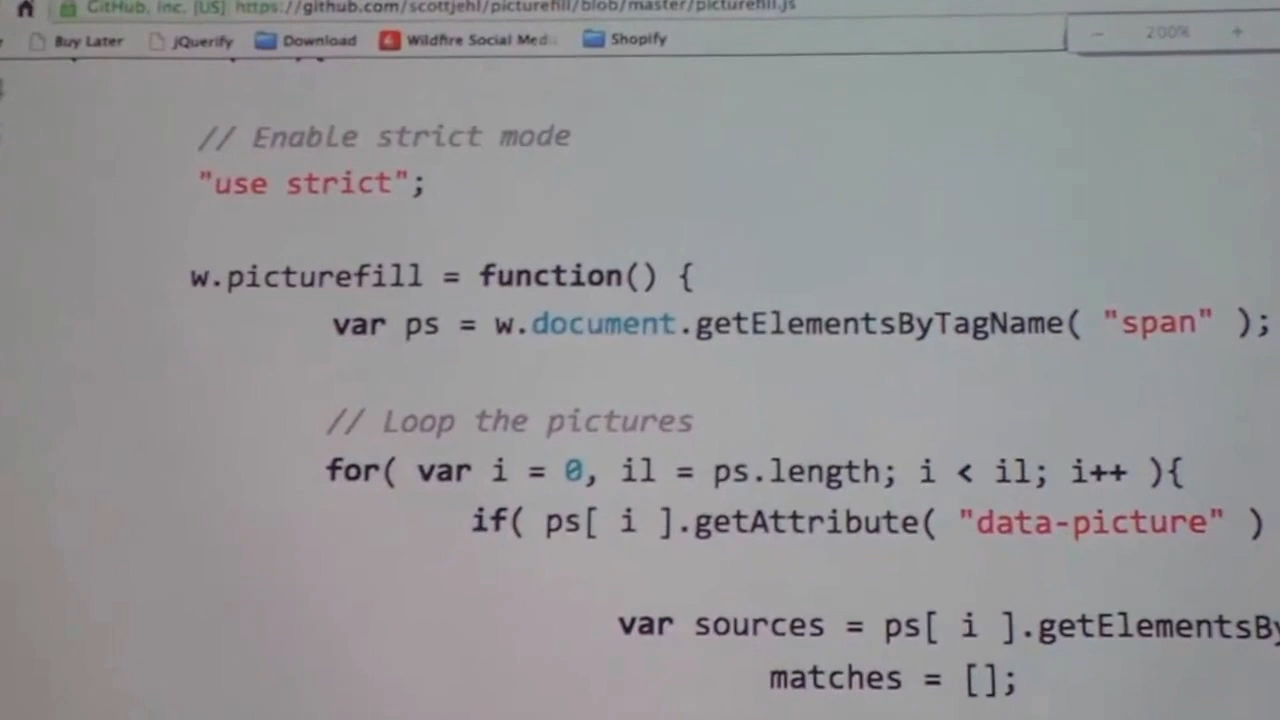 GitHub, Inc. [US] https://github.com/scottjehl/picturefill/blob/master/picturefill.js
Buy Later jQuerify Download Wildfire Social Med... Shopify
− 200% +
// Enable strict mode
"use strict";
w.picturefill = function() {
var ps = w.document.getElementsByTagName( "span" );
// Loop the pictures
for( var i = 0, il = ps.length; i < il; i++ ){
if( ps[ i ].getAttribute( "data-picture" )
var sources = ps[ i ].getElementsBy
matches = [];